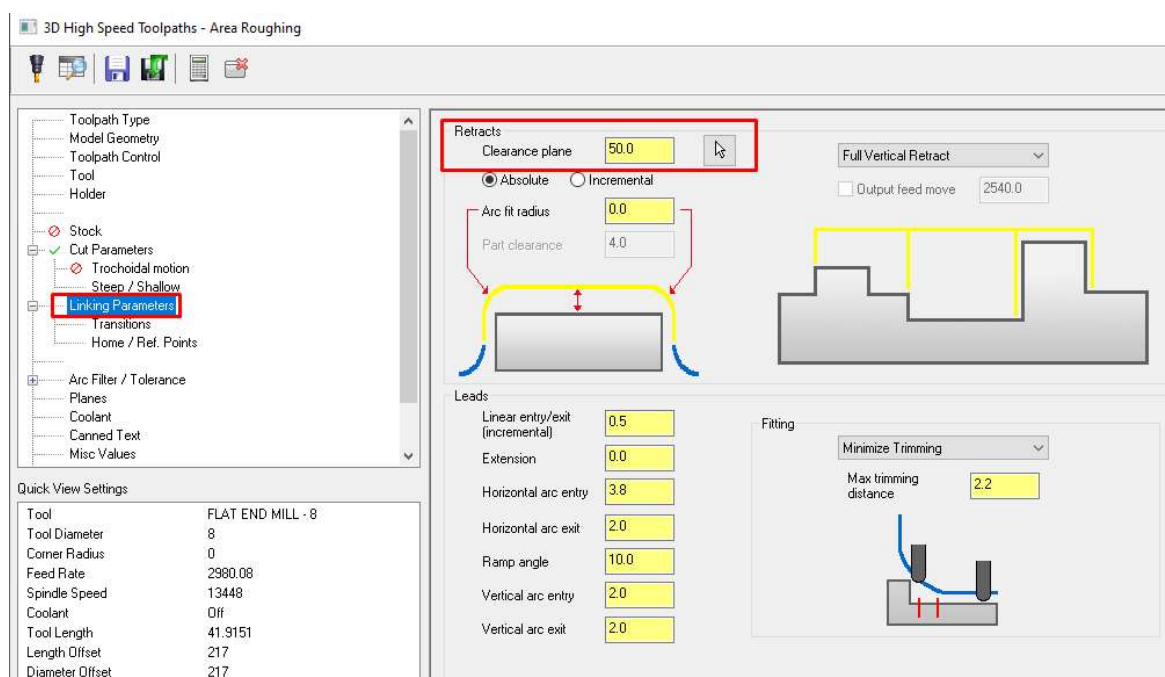 3D High Speed Toolpaths - Area Roughing
Toolpath Type
Model Geometry
Toolpath Control
Tool
Holder
Stock
Cut Parameters
Trochoidal motion
Steep / Shallow
Linking Parameters
Transitions
Home / Ref. Points
Arc Filter / Tolerance
Planes
Coolant
Canned Text
Misc Values
Quick View Settings
Tool FLAT END MILL - 8
Tool Diameter 8
Corner Radius 0
Feed Rate 2980.08
Spindle Speed 13448
Coolant Off
Tool Length 41.9151
Length Offset 217
Diameter Offset 217
Retracts
Clearance plane 50.0
Absolute Incremental
Arc fit radius 0.0
Part clearance 4.0
Full Vertical Retract
Output feed move 2540.0
Leads
Linear entry/exit
(incremental) 0.5
Extension 0.0
Horizontal arc entry 3.8
Horizontal arc exit 2.0
Ramp angle 10.0
Vertical arc entry 2.0
Vertical arc exit 2.0
Fitting
Minimize Trimming
Max trimming
distance 2.2